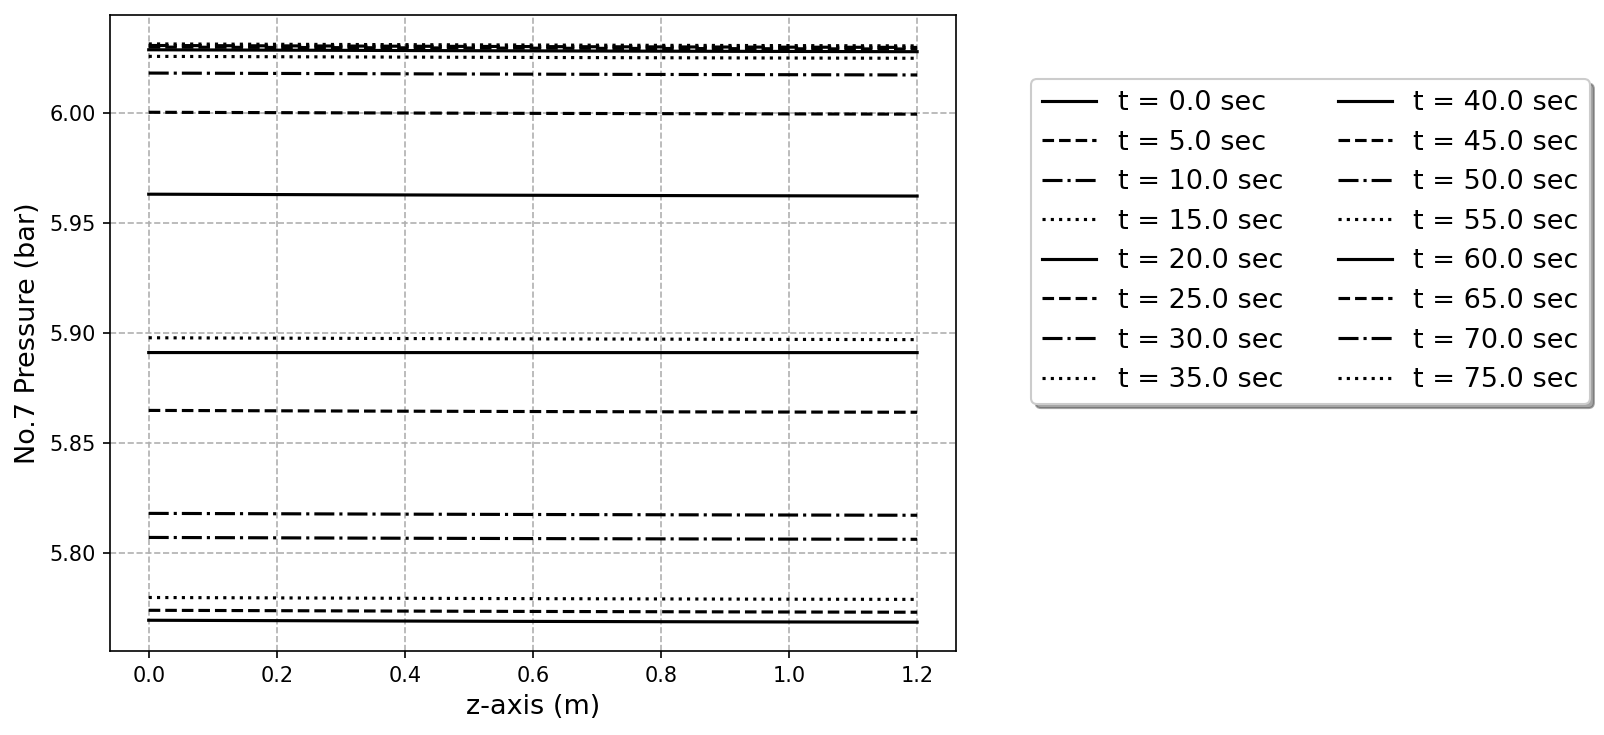 6.00
5.95
5.90
5.85
5.80
No.7 Pressure (bar)
0.0 0.2 0.4 0.6 0.8 1.0 1.2
z-axis (m)
t = 0.0 sec
t = 5.0 sec
t = 10.0 sec
t = 15.0 sec
t = 20.0 sec
t = 25.0 sec
t = 30.0 sec
t = 35.0 sec
t = 40.0 sec
t = 45.0 sec
t = 50.0 sec
t = 55.0 sec
t = 60.0 sec
t = 65.0 sec
t = 70.0 sec
t = 75.0 sec